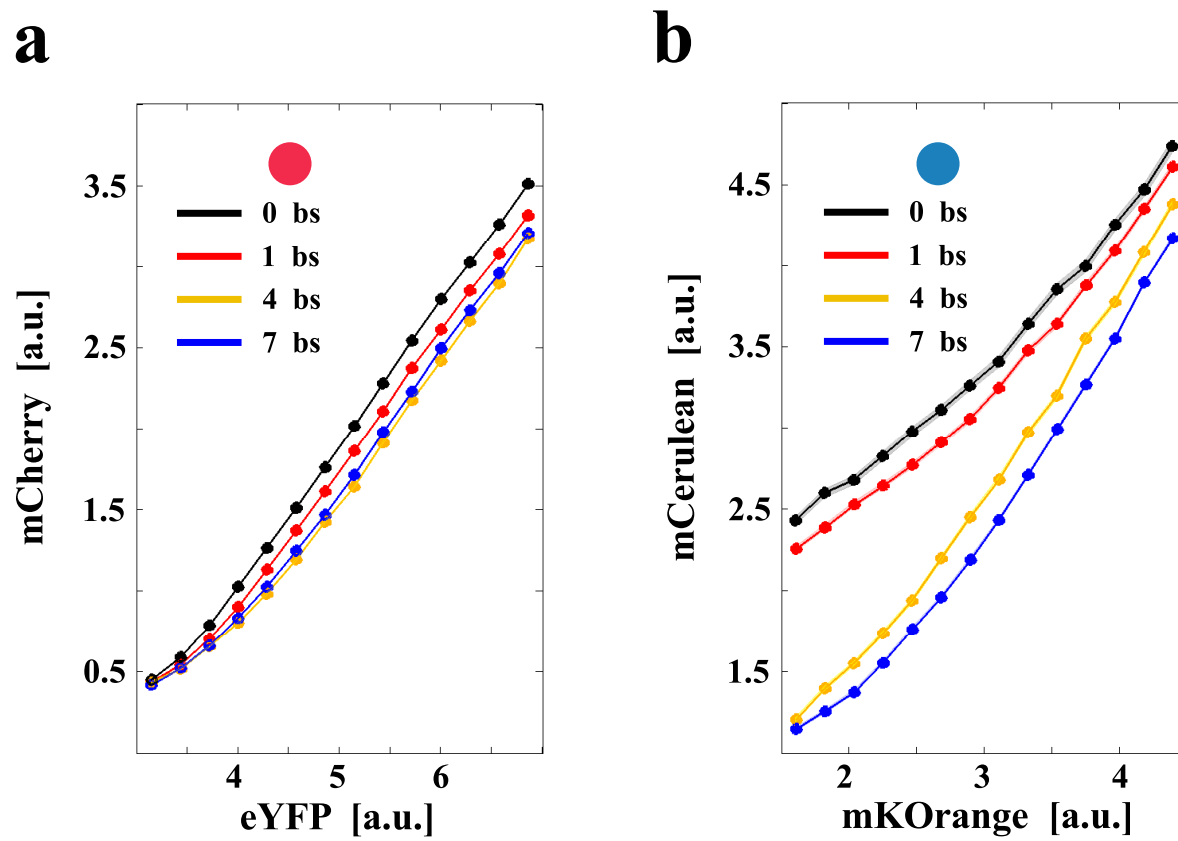 a
mCherry [a.u.]
3.5
2.5
1.5
0.5
0 bs
1 bs
4 bs
7 bs
4 5 6
eYFP [a.u.]
b
mCerulean [a.u.]
4.5
3.5
2.5
1.5
0 bs
1 bs
4 bs
7 bs
2 3 4
mKOrange [a.u.]